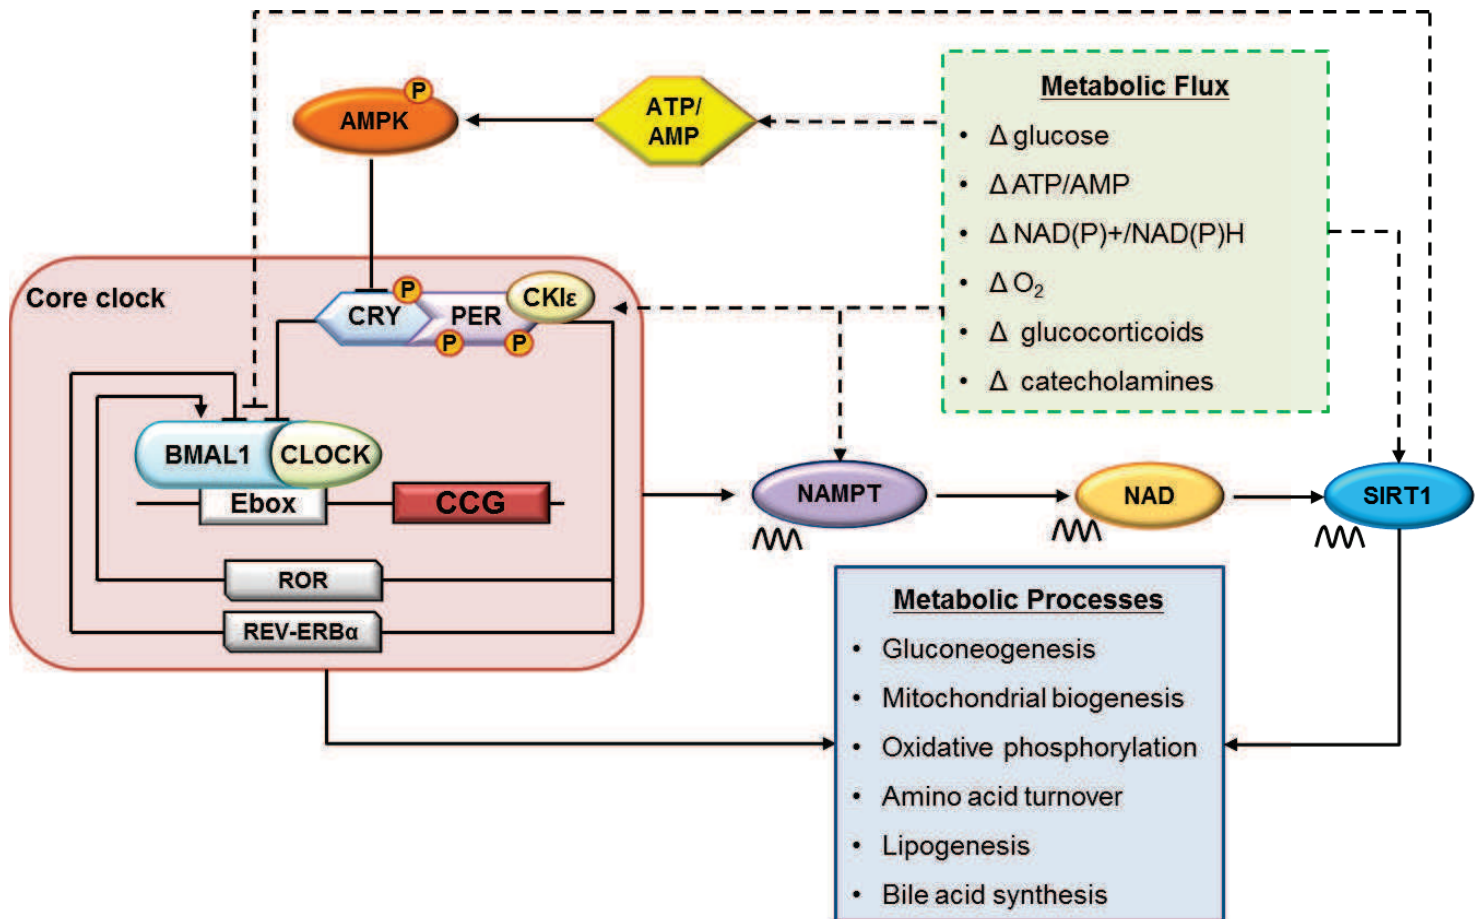 Metabolic Flux
• Δ glucose
• Δ ATP/AMP
• Δ NAD(P)+/NAD(P)H
• Δ O₂
• Δ glucocorticoids
• Δ catecholamines
P
AMPK
ATP/
AMP
Core clock
P
CKIε
CRY
PER
P
P
BMAL1
CLOCK
Ebox
CCG
ROR
REV-ERBα
NAMPT
NAD
SIRT1
Metabolic Processes
• Gluconeogenesis
• Mitochondrial biogenesis
• Oxidative phosphorylation
• Amino acid turnover
• Lipogenesis
• Bile acid synthesis